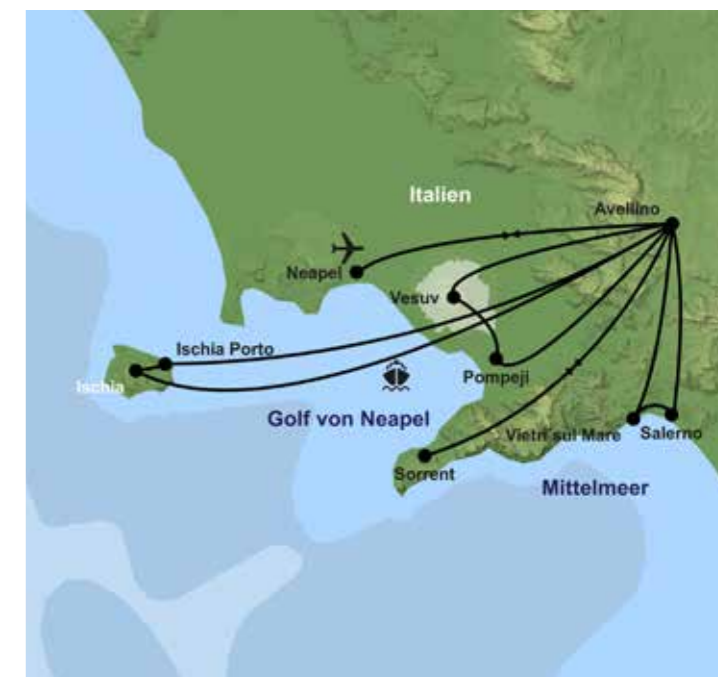 Italien
Avellino
Neapel
Vesuv
Ischia Porto
Ischia
Pompeji
Golf von Neapel
Vietri sul Mare
Salerno
Sorrent
Mittelmeer